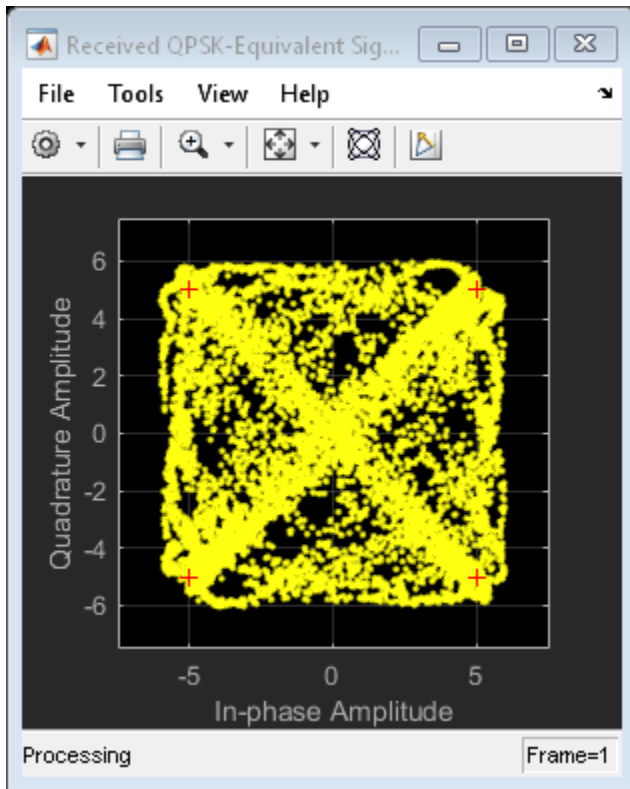 Received QPSK-Equivalent Sig...
File Tools View Help
6
4
2
0
-2
-4
-6
Quadrature Amplitude
-5 0 5
In-phase Amplitude
Processing Frame=1